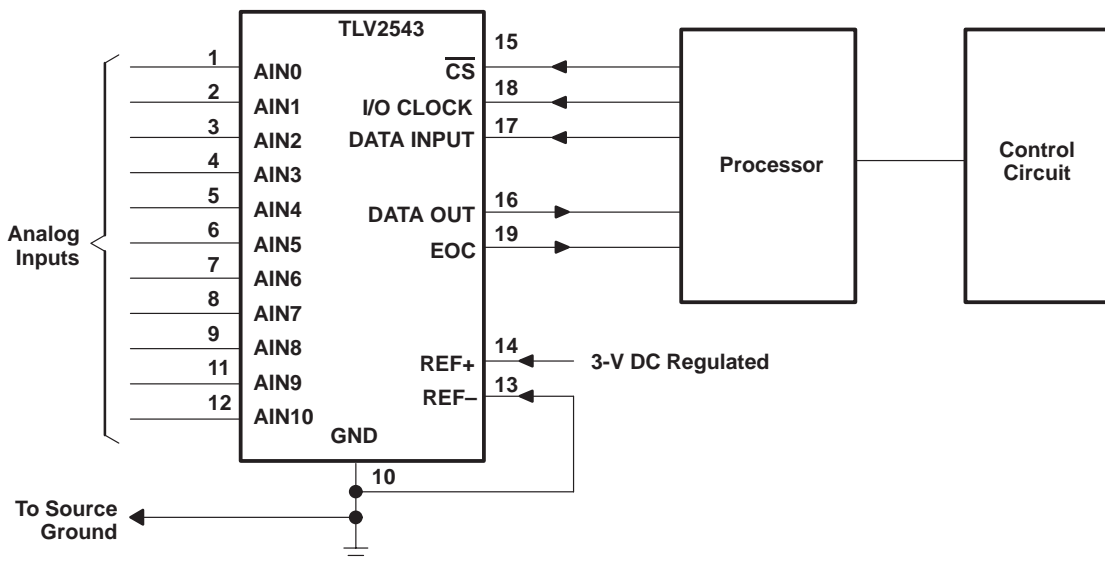 TLV2543
Analog
Inputs
1
AIN0
2
AIN1
3
AIN2
4
AIN3
5
AIN4
6
AIN5
7
AIN6
8
AIN7
9
AIN8
11
AIN9
12
AIN10
15
CS
18
I/O CLOCK
17
DATA INPUT
16
DATA OUT
19
EOC
14
REF+
3-V DC Regulated
13
REF–
GND
10
To Source
Ground
Processor
Control
Circuit